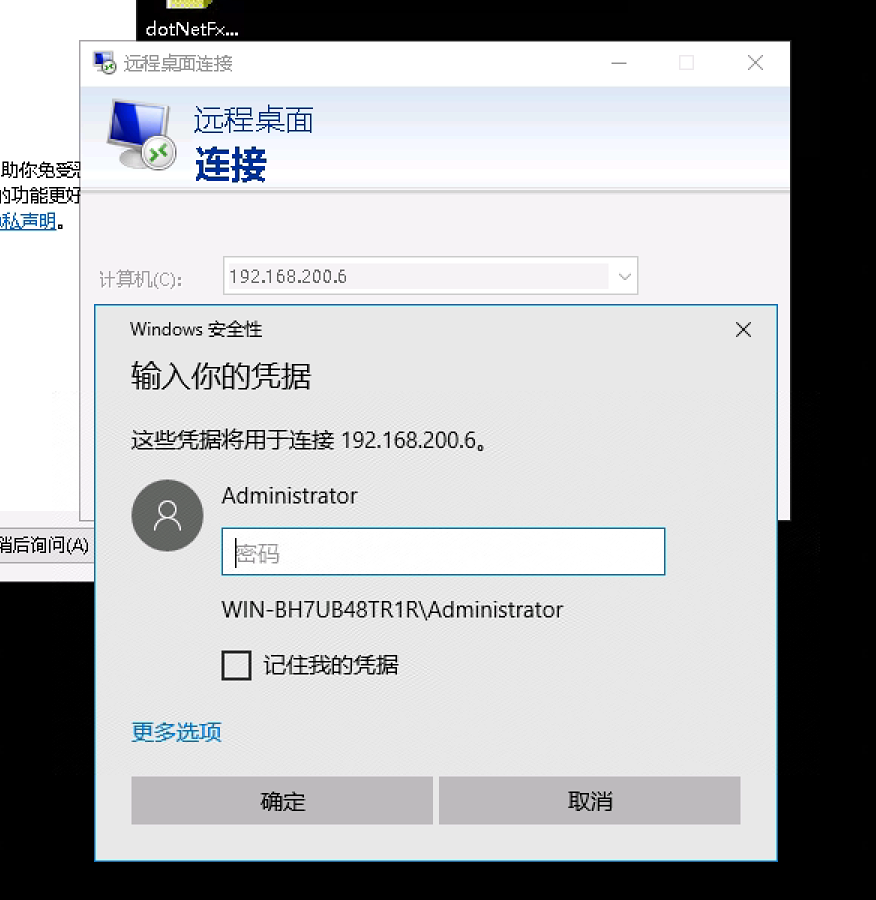 dotNetFx...
远程桌面连接
远程桌面
连接
助你免受
的功能更好
私声明。
计算机(C):
192.168.200.6
Windows 安全性
输入你的凭据
这些凭据将用于连接 192.168.200.6。
Administrator
密码
WIN-BH7UB48TR1R\Administrator
记住我的凭据
更多选项
确定
取消
稍后询问(A)